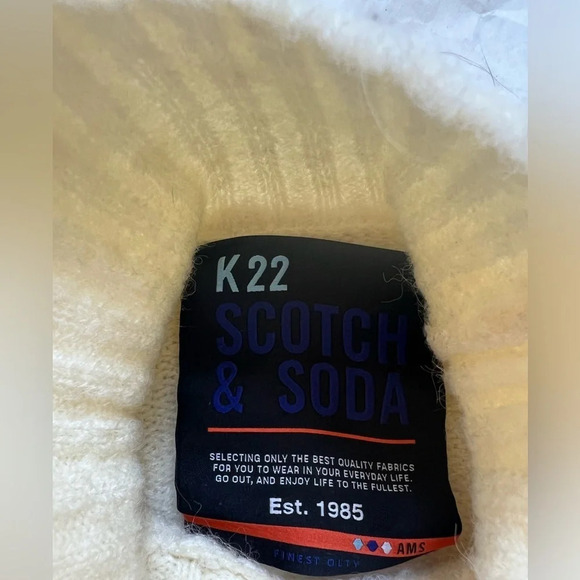 K22
SCOTCH
& SODA
SELECTING ONLY THE BEST QUALITY FABRICS
FOR YOU TO WEAR IN YOUR EVERYDAY LIFE.
GO OUT, AND ENJOY LIFE TO THE FULLEST.
Est. 1985
AMS
FINEST QLTY